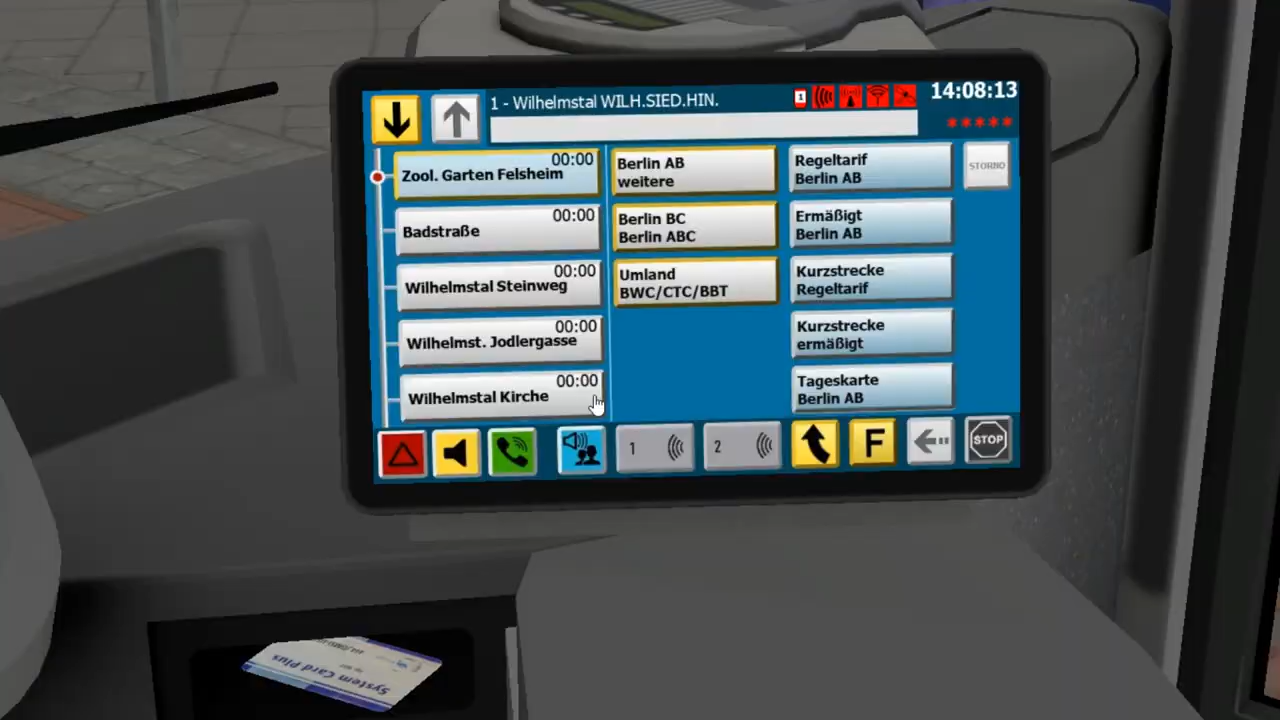 1 - Wilhelmstal WILH.SIED.HIN.
1
14:08:13
*****
00:00
Zool. Garten Felsheim
00:00
Badstraße
00:00
Wilhelmstal Steinweg
00:00
Wilhelmst. Jodlergasse
00:00
Wilhelmstal Kirche
Berlin AB
weitere
Berlin BC
Berlin ABC
Umland
BWC/CTC/BBT
Regeltarif
Berlin AB
Ermäßigt
Berlin AB
Kurzstrecke
Regeltarif
Kurzstrecke
ermäßigt
Tageskarte
Berlin AB
STORNO
1
2
F
STOP
System Card Plus